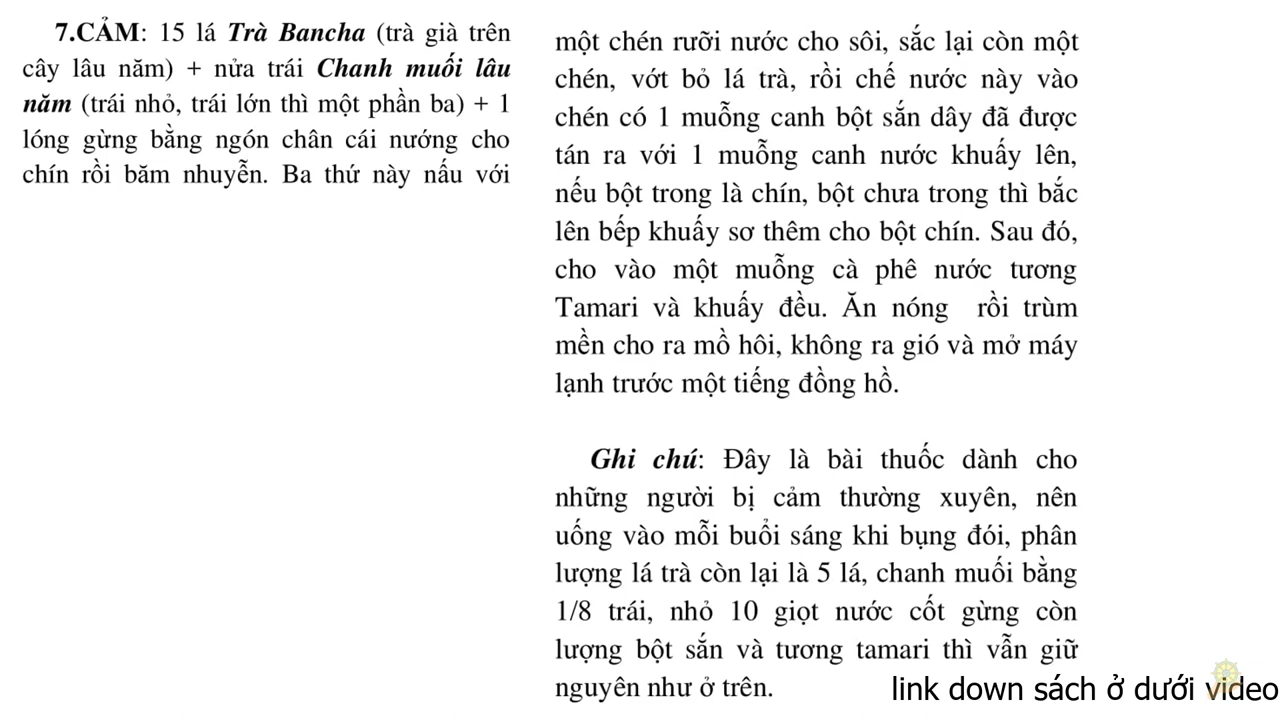 7.CẢM: 15 lá Trà Bancha (trà già trên
cây lâu năm) + nửa trái Chanh muối lâu
năm (trái nhỏ, trái lớn thì một phần ba) + 1
lóng gừng bằng ngón chân cái nướng cho
chín rồi băm nhuyễn. Ba thứ này nấu với
một chén rưỡi nước cho sôi, sắc lại còn một
chén, vớt bỏ lá trà, rồi chế nước này vào
chén có 1 muỗng canh bột sắn dây đã được
tán ra với 1 muỗng canh nước khuấy lên,
nếu bột trong là chín, bột chưa trong thì bắc
lên bếp khuấy sơ thêm cho bột chín. Sau đó,
cho vào một muỗng cà phê nước tương
Tamari và khuấy đều. Ăn nóng rồi trùm
mền cho ra mồ hôi, không ra gió và mở máy
lạnh trước một tiếng đồng hồ.
Ghi chú: Đây là bài thuốc dành cho
những người bị cảm thường xuyên, nên
uống vào mỗi buổi sáng khi bụng đói, phân
lượng lá trà còn lại là 5 lá, chanh muối bằng
1/8 trái, nhỏ 10 giọt nước cốt gừng còn
lượng bột sắn và tương tamari thì vẫn giữ
nguyên như ở trên.
link down sách ở dưới video